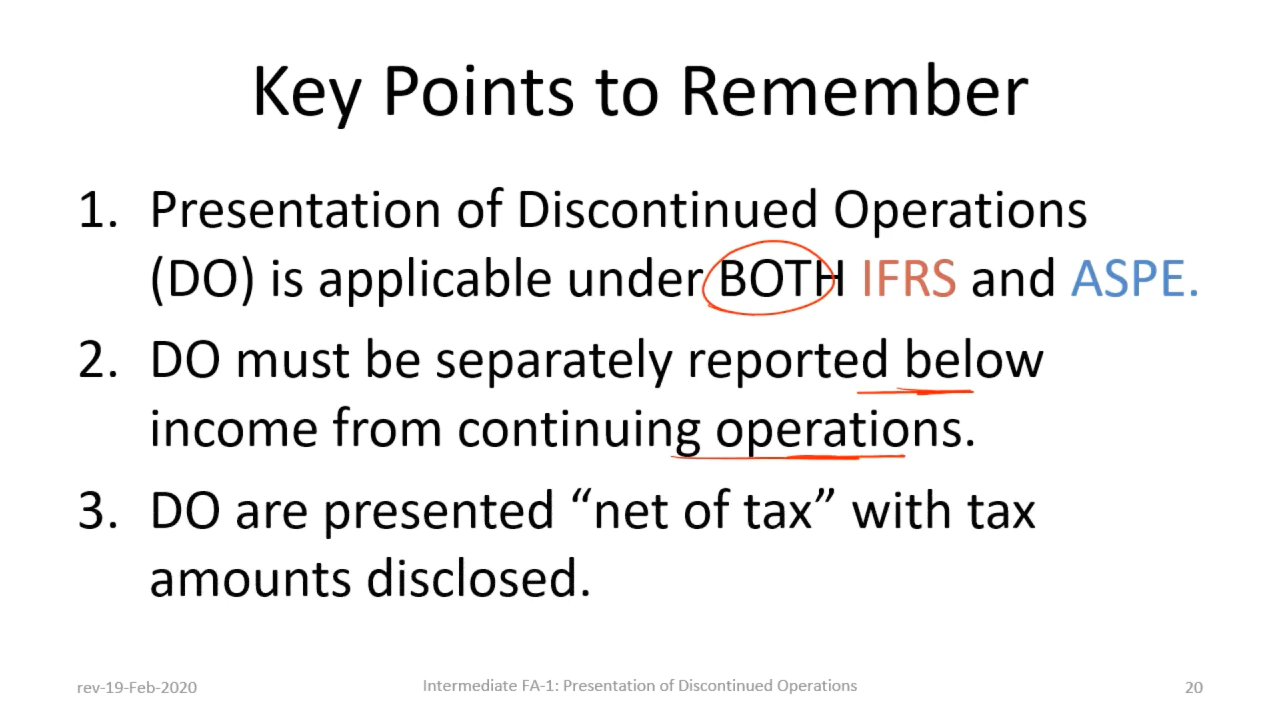 Key Points to Remember
1. Presentation of Discontinued Operations
(DO) is applicable under BOTH IFRS and ASPE.
2. DO must be separately reported below
income from continuing operations.
3. DO are presented “net of tax” with tax
amounts disclosed.
rev-19-Feb-2020
Intermediate FA-1: Presentation of Discontinued Operations
20